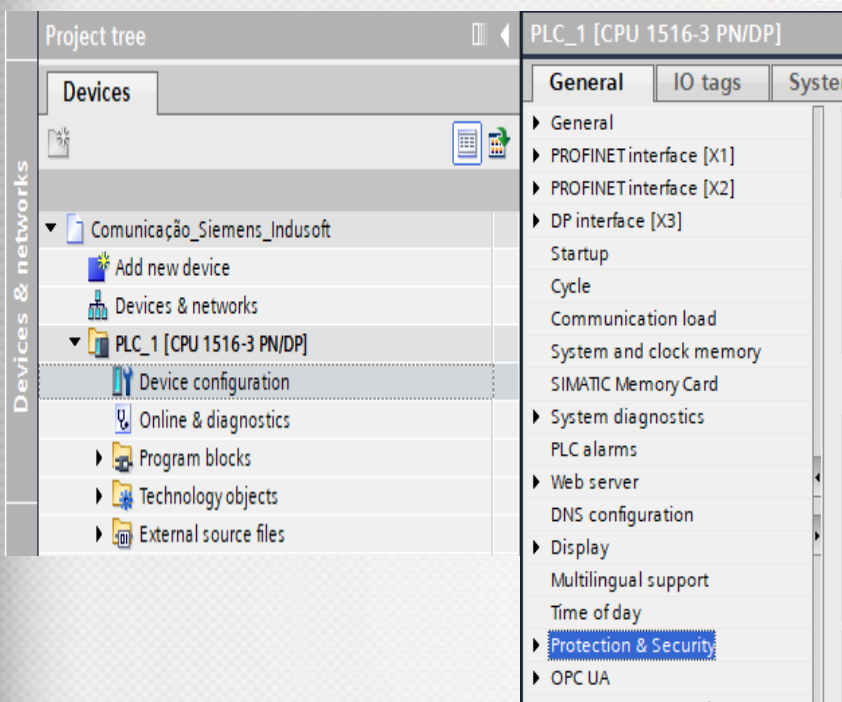 Devices & networks
Project tree
Devices
Comunicação_Siemens_Indusoft
Add new device
Devices & networks
PLC_1 [CPU 1516-3 PN/DP]
Device configuration
Online & diagnostics
Program blocks
Technology objects
External source files
PLC_1 [CPU 1516-3 PN/DP]
General
IO tags
General
PROFINET interface [X1]
PROFINET interface [X2]
DP interface [X3]
Startup
Cycle
Communication load
System and clock memory
SIMATIC Memory Card
System diagnostics
PLC alarms
Web server
DNS configuration
Display
Multilingual support
Time of day
Protection & Security
OPC UA